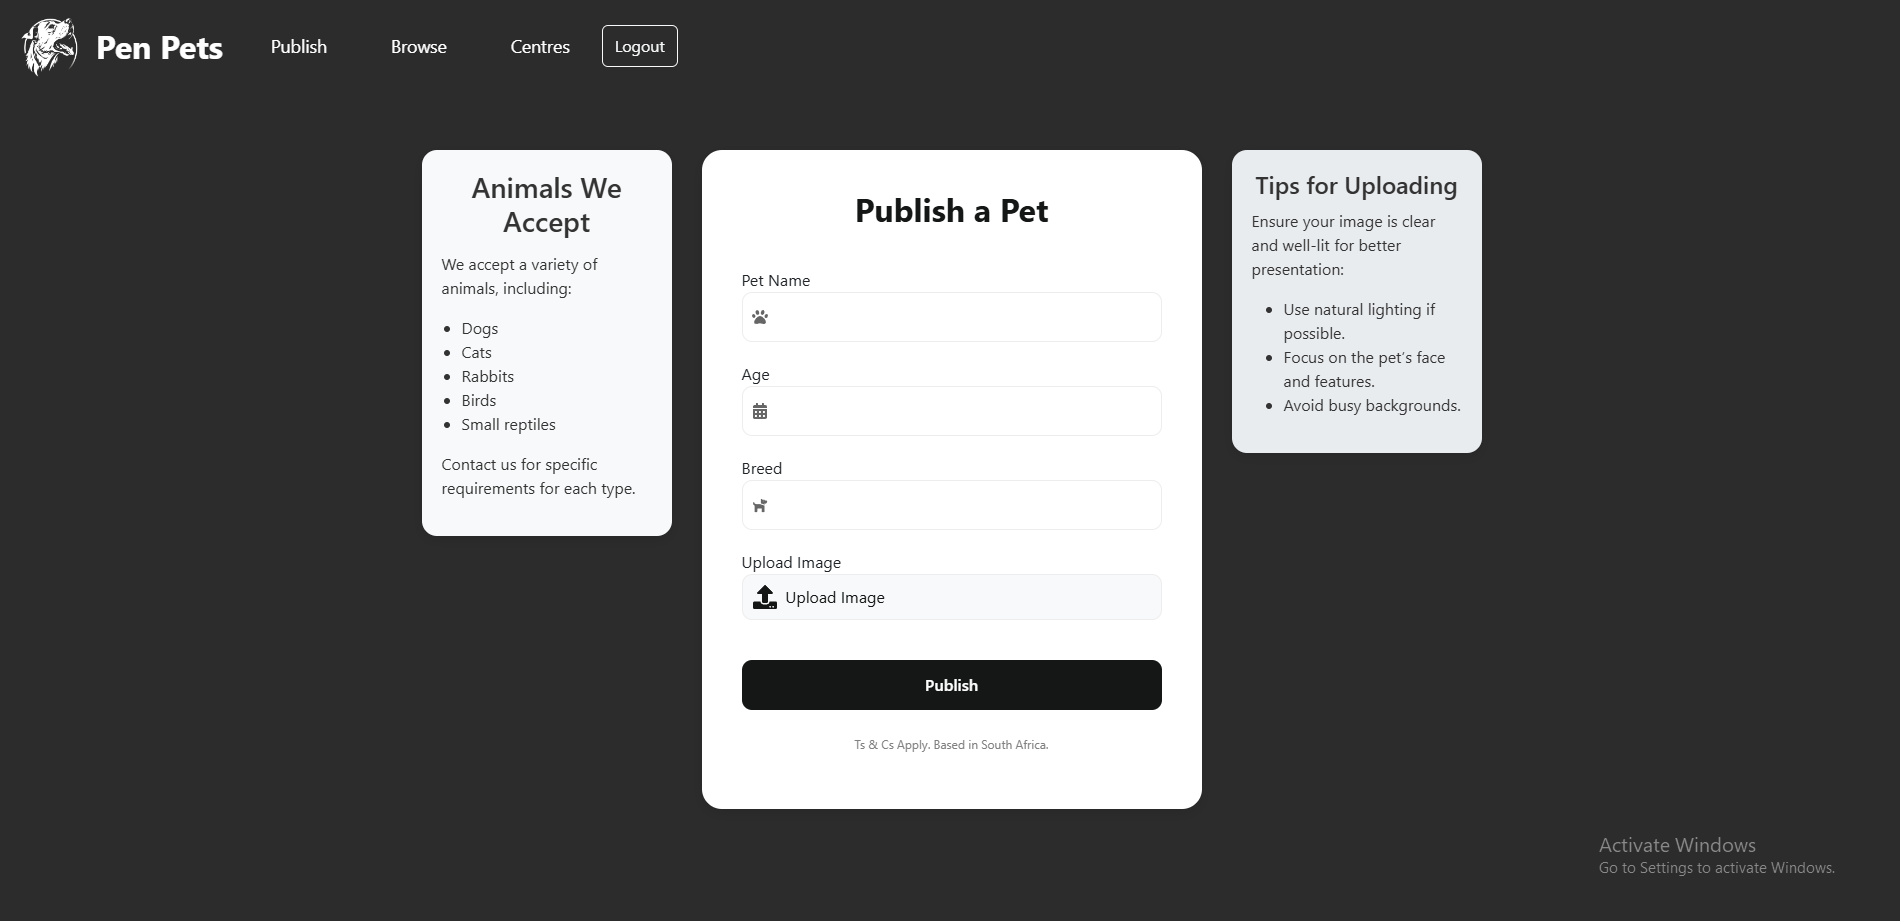 Pen Pets
Publish
Browse
Centres
Logout
Animals We
Accept
We accept a variety of
animals, including:
Dogs
Cats
Rabbits
Birds
Small reptiles
Contact us for specific
requirements for each type.
Publish a Pet
Pet Name
Age
Breed
Upload Image
Upload Image
Publish
Ts & Cs Apply. Based in South Africa.
Tips for Uploading
Ensure your image is clear
and well-lit for better
presentation:
Use natural lighting if
possible.
Focus on the pet's face
and features.
Avoid busy backgrounds.
Activate Windows
Go to Settings to activate Windows.